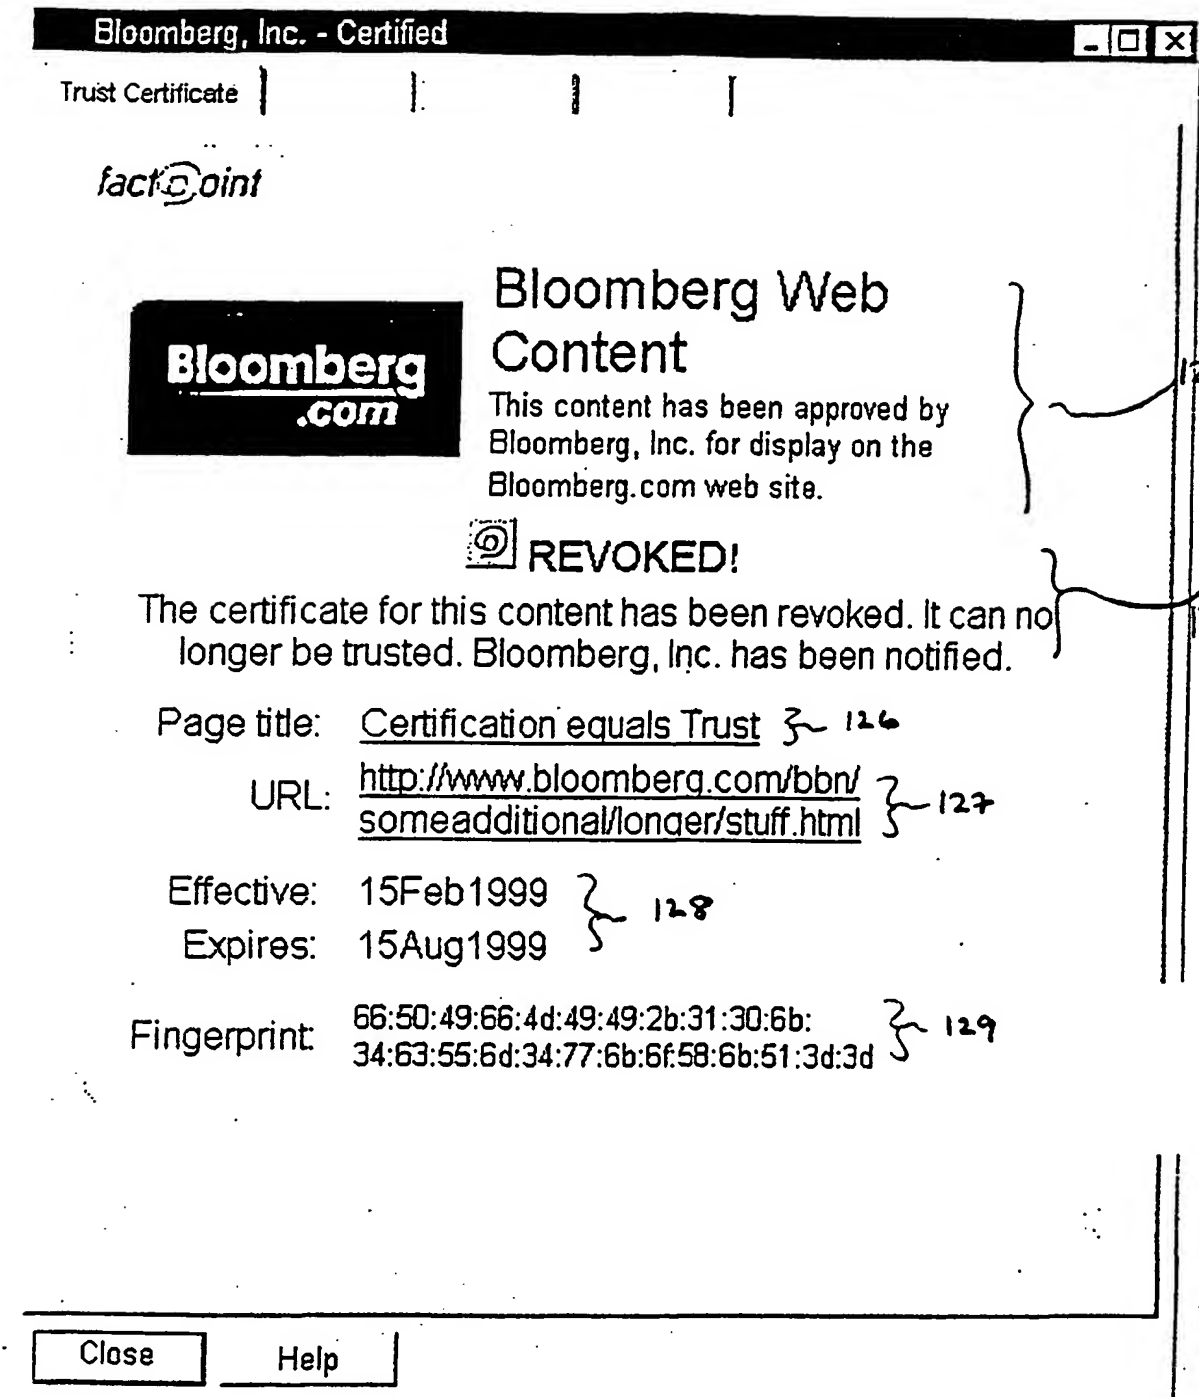 Bloomberg, Inc. - Certified
Trust Certificate
factpoint
Bloomberg
.com
Bloomberg Web
Content
This content has been approved by
Bloomberg, Inc. for display on the
Bloomberg.com web site.
REVOKED!
The certificate for this content has been revoked. It can no
longer be trusted. Bloomberg, Inc. has been notified.
Page title: Certification equals Trust 126
URL: http://www.bloomberg.com/bbn/
someadditional/longer/stuff.html 127
Effective: 15Feb1999 128
Expires: 15Aug1999
Fingerprint: 66:50:49:66:4d:49:49:2b:31:30:6b: 129
34:63:55:6d:34:77:6b:6f:58:6b:51:3d:3d
Close Help